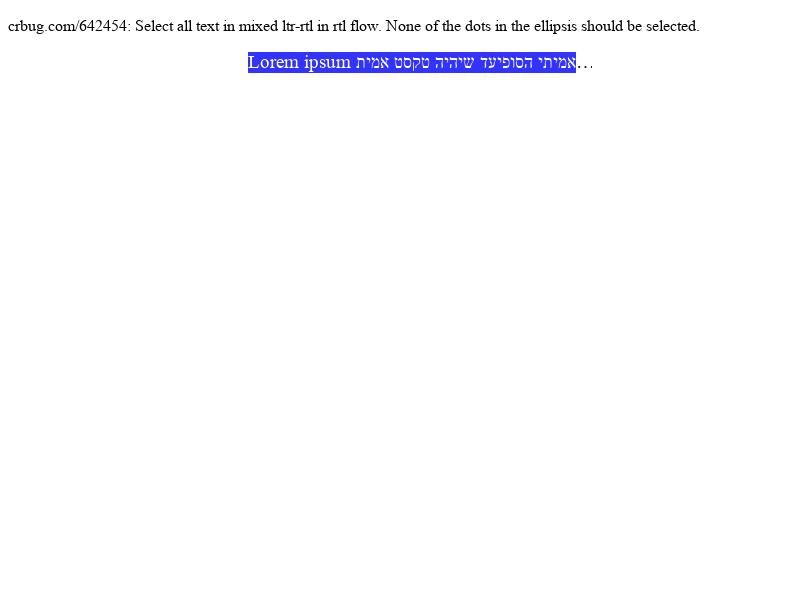 crbug.com/642454: Select all text in mixed ltr-rtl in rtl flow. None of the dots in the ellipsis should be selected.
Lorem ipsum אמיתי הסופיעד שיהיה טקסט אמית…